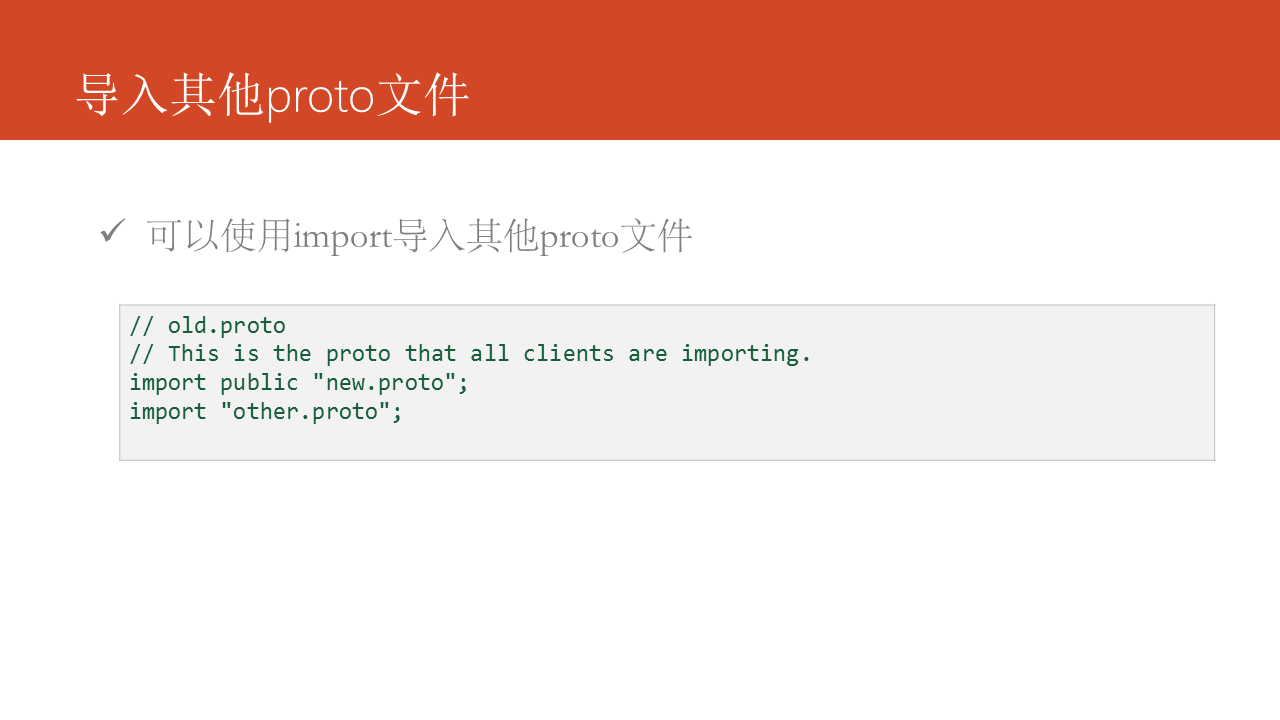 导入其他proto文件
可以使用import导入其他proto文件
// old.proto
// This is the proto that all clients are importing.
import public "new.proto";
import "other.proto";